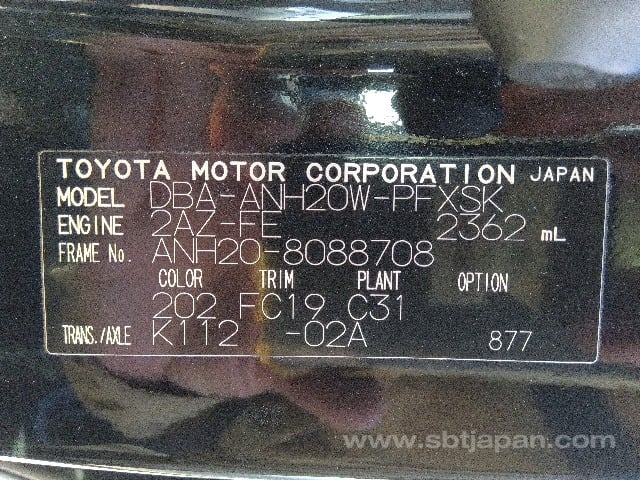 TOYOTA MOTOR CORPORATION JAPAN
MODEL DBA-ANH20W-PFXSK
ENGINE 2AZ-FE 2362 mL
FRAME No. ANH20-8088708
COLOR TRIM PLANT OPTION
202 FC19 C31
TRANS./AXLE K112 -02A 877
www.sbtjapan.com